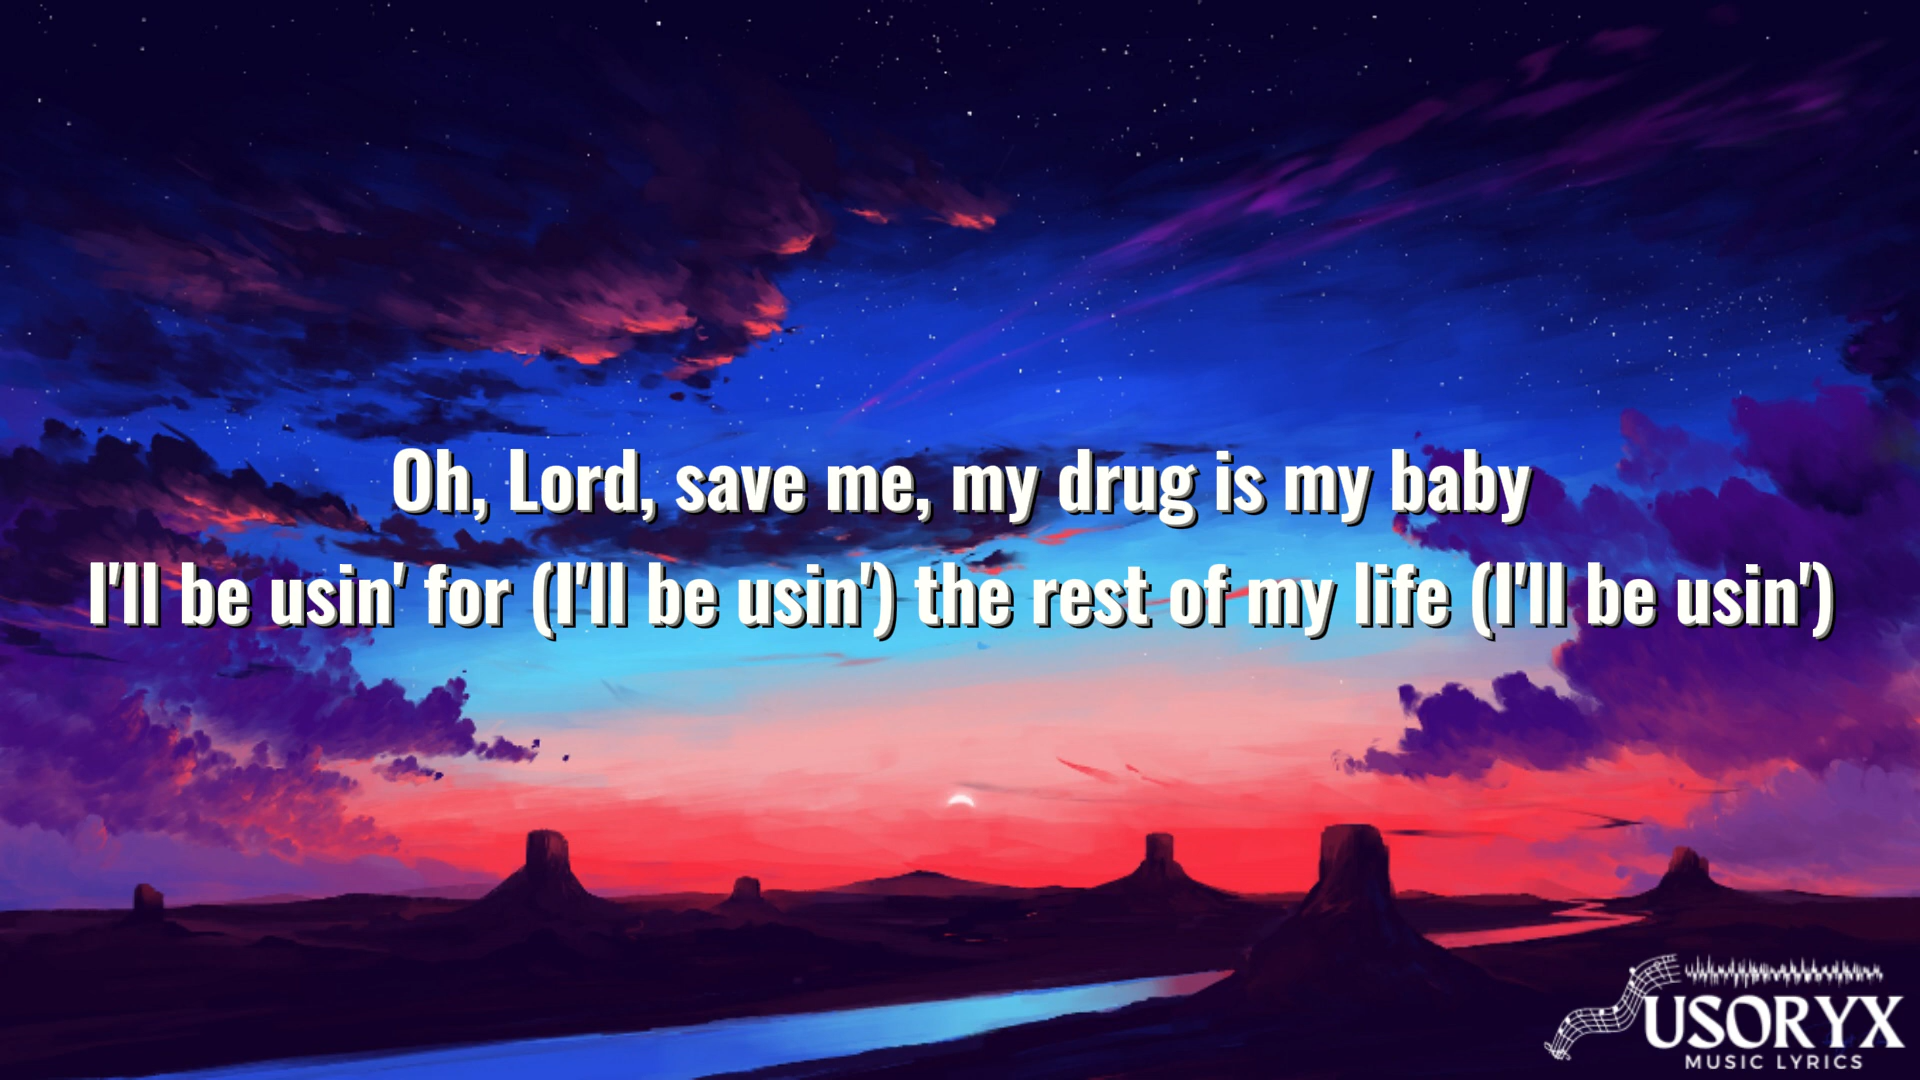 Oh, Lord, save me, my drug is my baby
I'll be usin' for (I'll be usin') the rest of my life (I'll be usin')
USORYX
MUSIC LYRICS